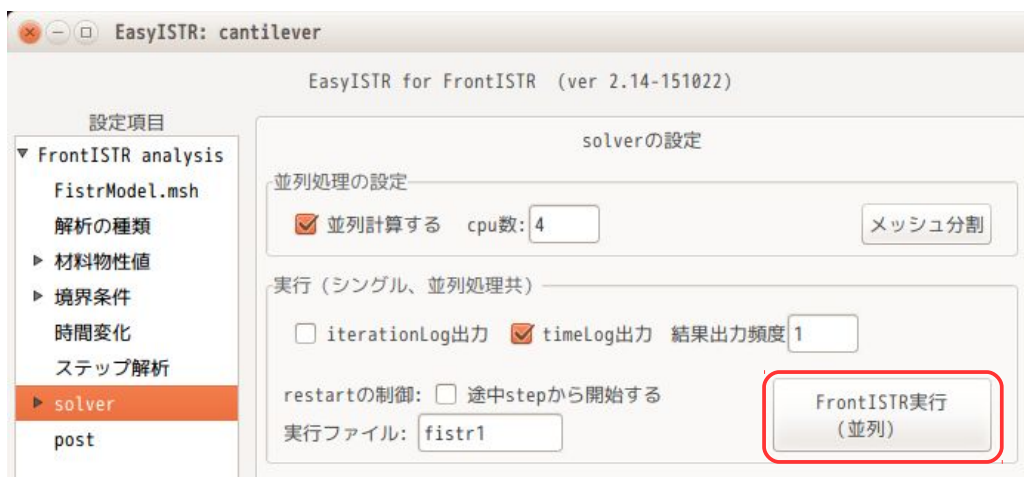 EasyISTR: cantilever
EasyISTR for FrontISTR (ver 2.14-151022)
設定項目
FrontISTR analysis
FistrModel.msh
解析の種類
材料物性値
境界条件
時間変化
ステップ解析
solver
post
solverの設定
並列処理の設定
並列計算する cpu数: 4 メッシュ分割
実行(シングル、並列処理共)
iterationLog出力 timeLog出力 結果出力頻度 1
restartの制御: 途中stepから開始する
実行ファイル: fistr1
FrontISTR実行
(並列)